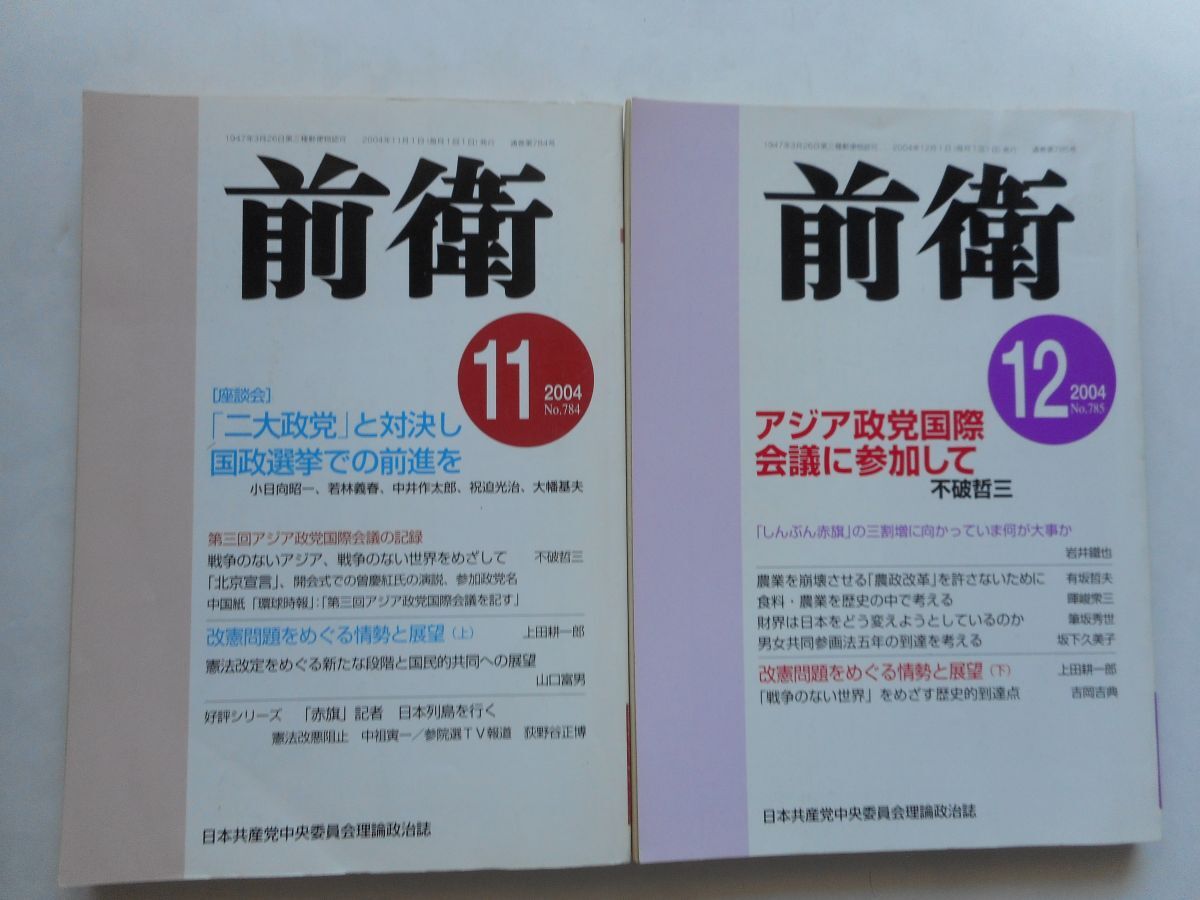 1947年3月26日第三種郵便物認可　2004年11月1日(毎月1回1日)発行　通巻第784号
前衛
11
2004
No.784
[座談会]
「二大政党」と対決し
国政選挙での前進を
小日向昭一、若林義春、中井作太郎、祝迫光治、大幡基夫
第三回アジア政党国際会議の記録
戦争のないアジア、戦争のない世界をめざして　不破哲三
「北京宣言」、開会式での曾慶紅氏の演説、参加政党名
中国紙「環球時報」:「第三回アジア政党国際会議を記す」
改憲問題をめぐる情勢と展望(上)　上田耕一郎
憲法改定をめぐる新たな段階と国民的共同への展望
山口富男
好評シリーズ　「赤旗」記者　日本列島を行く
憲法改悪阻止　中祖寅一／参院選TV報道　荻野谷正博
日本共産党中央委員会理論政治誌
1947年3月26日第三種郵便物認可　2004年12月1日(毎月1回1日)発行　通巻第785号
前衛
12
2004
No.785
アジア政党国際
会議に参加して
不破哲三
「しんぶん赤旗」の三割増に向かっていま何が大事か
岩井鐵也
農業を崩壊させる「農政改革」を許さないために　有坂哲夫
食料・農業を歴史の中で考える　暉峻衆三
財界は日本をどう変えようとしているのか　筆坂秀世
男女共同参画法五年の到達を考える　坂下久美子
改憲問題をめぐる情勢と展望(下)　上田耕一郎
「戦争のない世界」をめざす歴史的到達点　吉岡吉典
日本共産党中央委員会理論政治誌